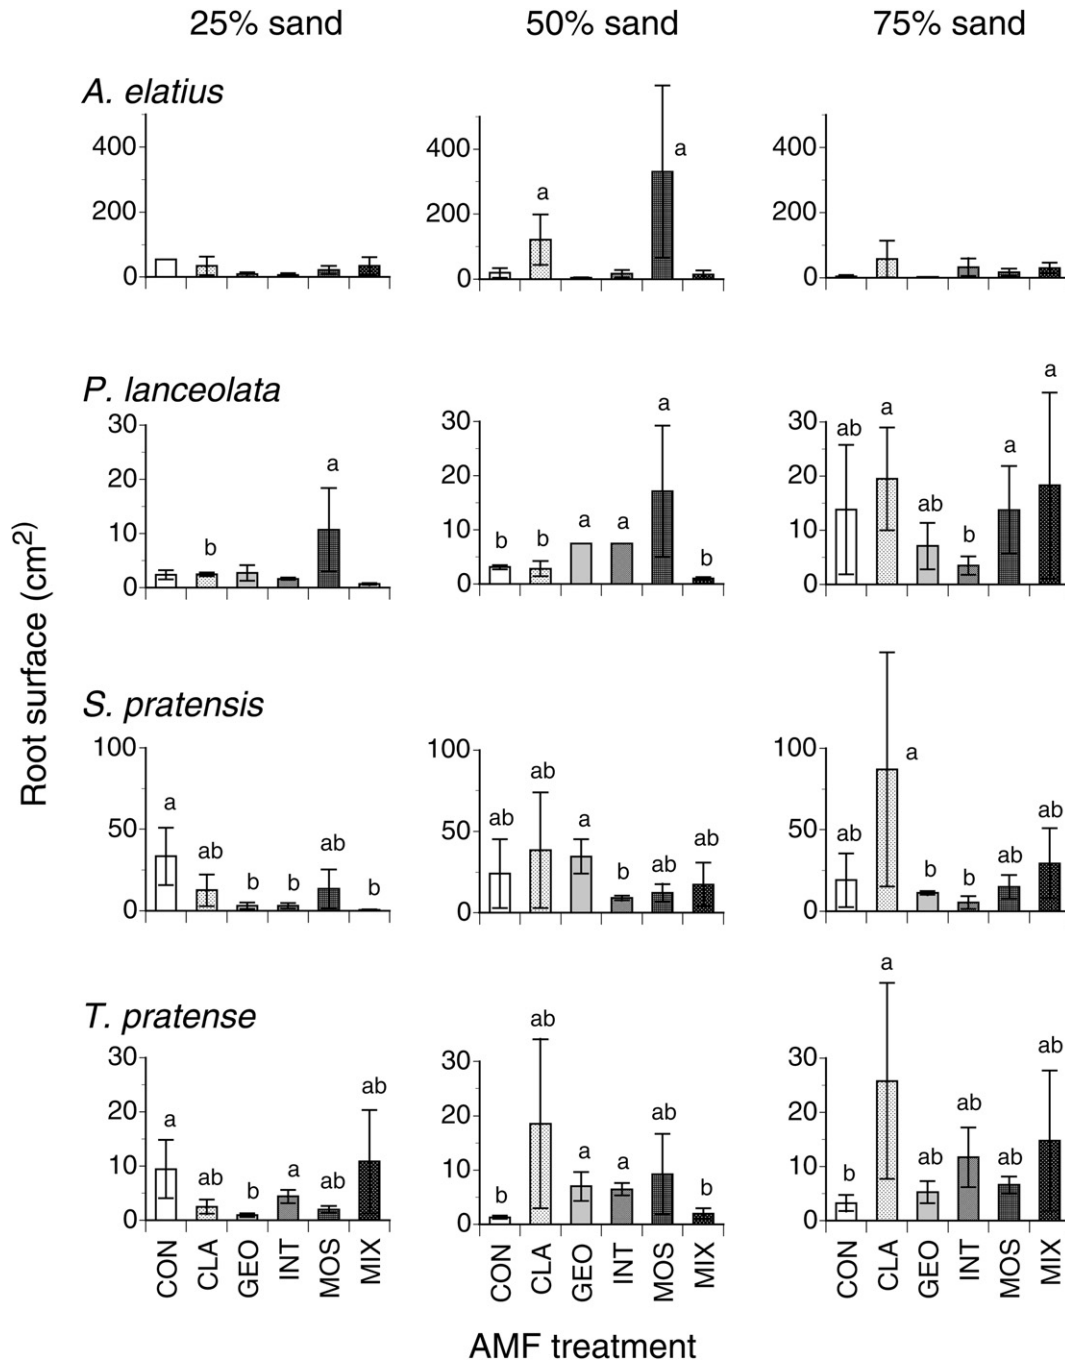 25% sand 50% sand 75% sand
A. elatius
400 400 400
200 200 200
0 0 0
a a
P. lanceolata
30 30 30
20 20 20
10 10 10
0 0 0
b a
b b a a a b
ab a ab b a a
S. pratensis
100 100 100
50 50 50
0 0 0
a ab b b ab b
ab ab a b ab ab
ab a b b ab ab
T. pratense
30 30 30
20 20 20
10 10 10
0 0 0
a ab b a ab ab
b ab a a ab b
b a ab ab ab ab
CON CLA GEO INT MOS MIX CON CLA GEO INT MOS MIX CON CLA GEO INT MOS MIX
Root surface (cm²)
AMF treatment